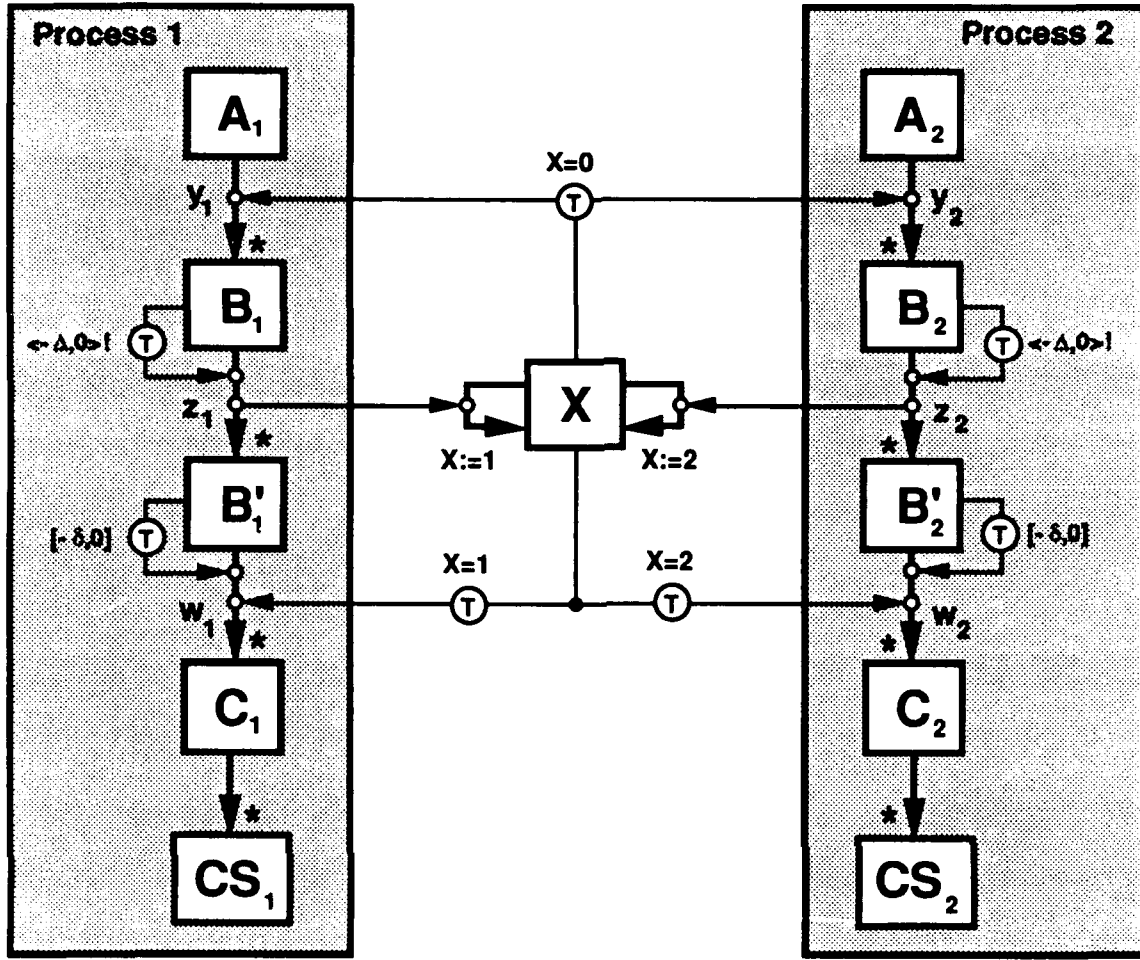 Process 1
Process 2
A₁
A₂
X=0
T
y₁
y₂
*
*
B₁
B₂
<-Δ,0>!
T
T
<-Δ,0>!
X
z₁
z₂
*
*
X:=1
X:=2
B'₁
B'₂
[-δ,0]
T
T
[-δ,0]
X=1
X=2
T
T
w₁
w₂
*
*
C₁
C₂
*
*
CS₁
CS₂